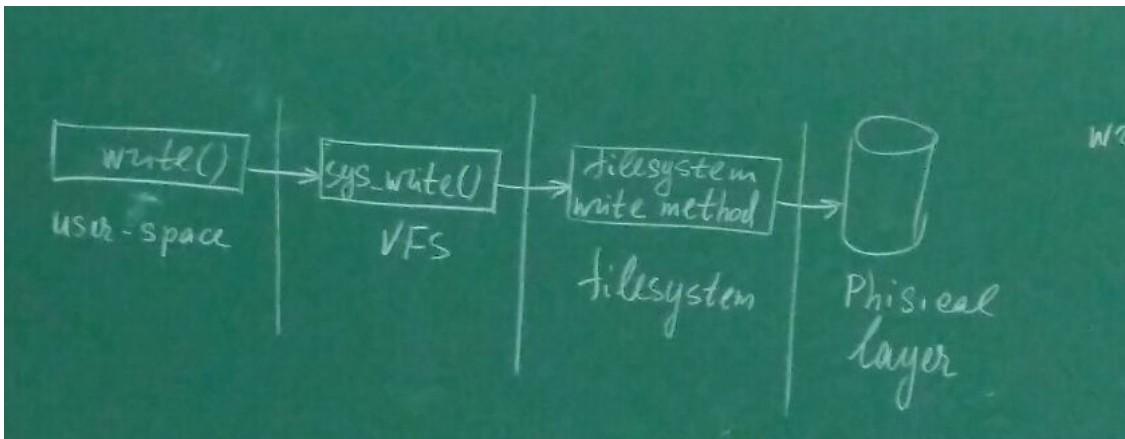 write()
user-space
sys_write()
VFS
filesystem
write method
filesystem
Phisical
layer